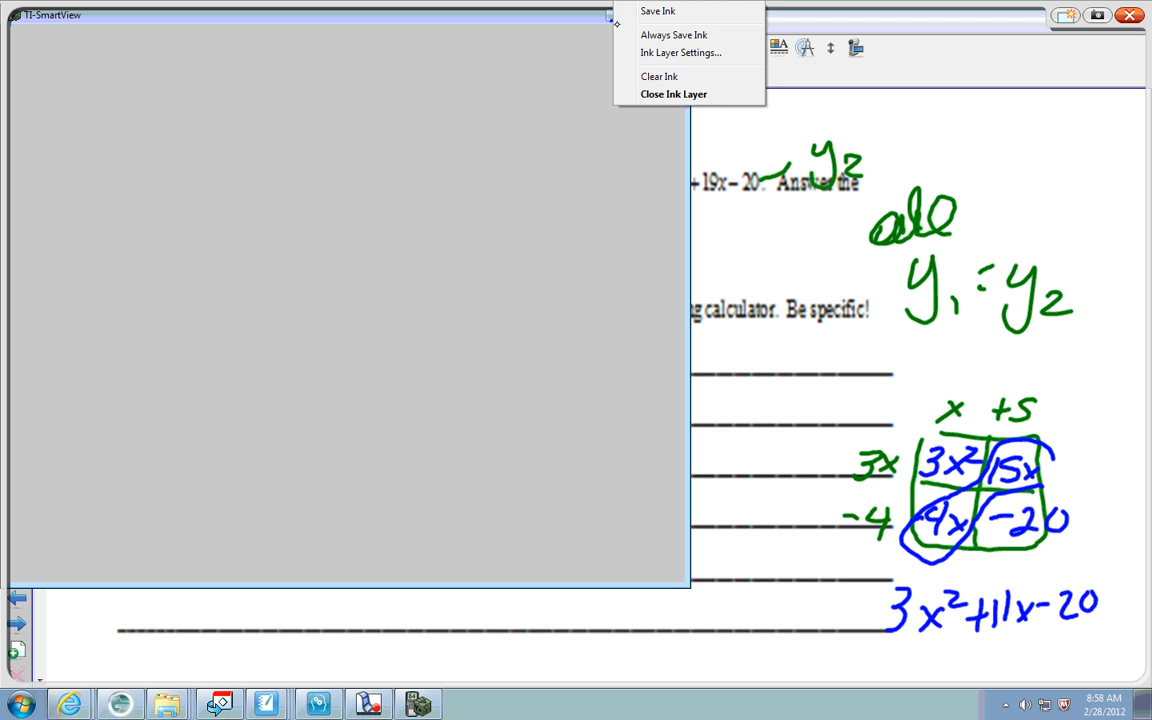 TI-SmartView
Save Ink
Always Save Ink
Ink Layer Settings...
Clear Ink
Close Ink Layer
y2
+19x – 20. Answer the
y1 = y2
calculator. Be specific!
x +5
3x 3x² 15x
-4 -4x -20
3x²+11x-20
8:58 AM
2/28/2012